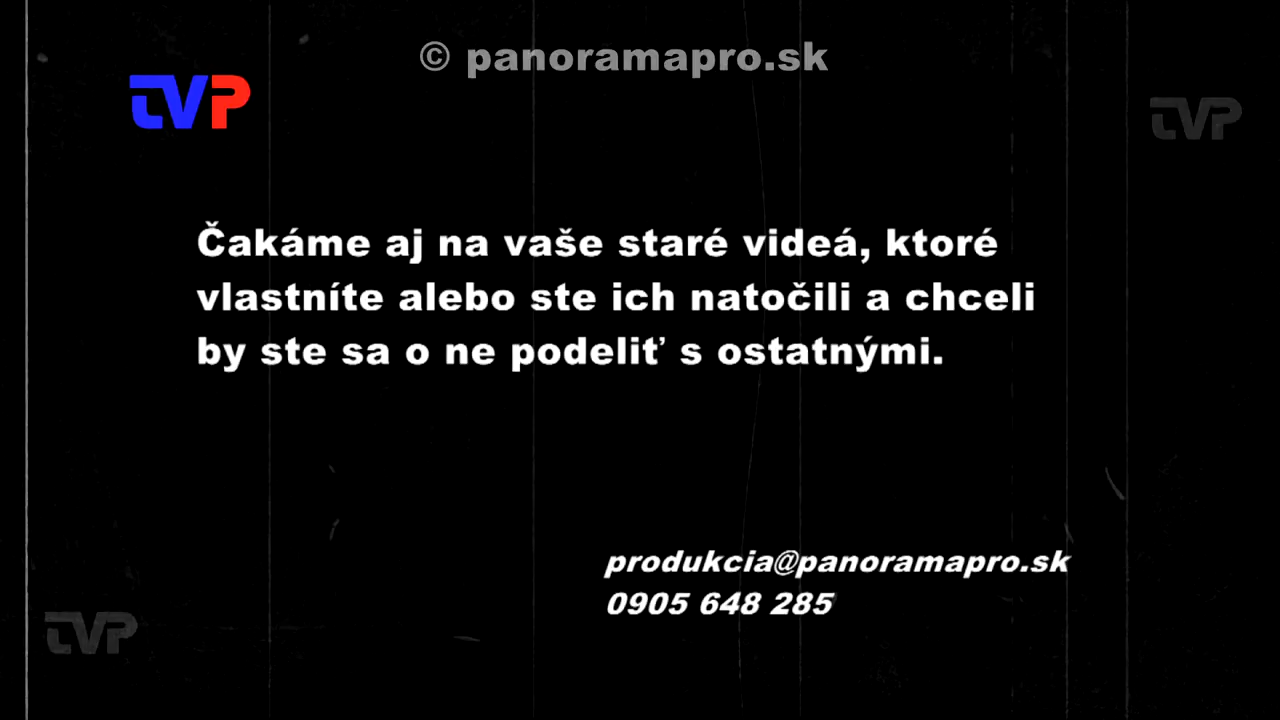 © panoramapro.sk
TVP
TVP
Čakáme aj na vaše staré videá, ktoré
vlastníte alebo ste ich natočili a chceli
by ste sa o ne podeliť s ostatnými.
produkcia@panoramapro.sk
0905 648 285
TVP